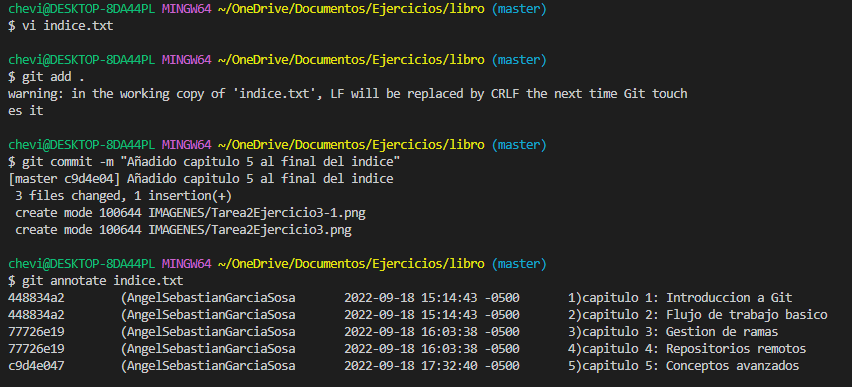 chevi@DESKTOP-8DA44PL MINGW64 ~/OneDrive/Documentos/Ejercicios/libro (master)
$ vi indice.txt
chevi@DESKTOP-8DA44PL MINGW64 ~/OneDrive/Documentos/Ejercicios/libro (master)
$ git add .
warning: in the working copy of 'indice.txt', LF will be replaced by CRLF the next time Git touch
es it
chevi@DESKTOP-8DA44PL MINGW64 ~/OneDrive/Documentos/Ejercicios/libro (master)
$ git commit -m "Añadido capitulo 5 al final del indice"
[master c9d4e04] Añadido capitulo 5 al final del indice
 3 files changed, 1 insertion(+)
 create mode 100644 IMAGENES/Tarea2Ejercicio3-1.png
 create mode 100644 IMAGENES/Tarea2Ejercicio3.png
chevi@DESKTOP-8DA44PL MINGW64 ~/OneDrive/Documentos/Ejercicios/libro (master)
$ git annotate indice.txt
448834a2 (AngelSebastianGarciaSosa 2022-09-18 15:14:43 -0500 1)capitulo 1: Introduccion a Git
448834a2 (AngelSebastianGarciaSosa 2022-09-18 15:14:43 -0500 2)capitulo 2: Flujo de trabajo basico
77726e19 (AngelSebastianGarciaSosa 2022-09-18 16:03:38 -0500 3)capitulo 3: Gestion de ramas
77726e19 (AngelSebastianGarciaSosa 2022-09-18 16:03:38 -0500 4)capitulo 4: Repositorios remotos
c9d4e047 (AngelSebastianGarciaSosa 2022-09-18 17:32:40 -0500 5)capitulo 5: Conceptos avanzados